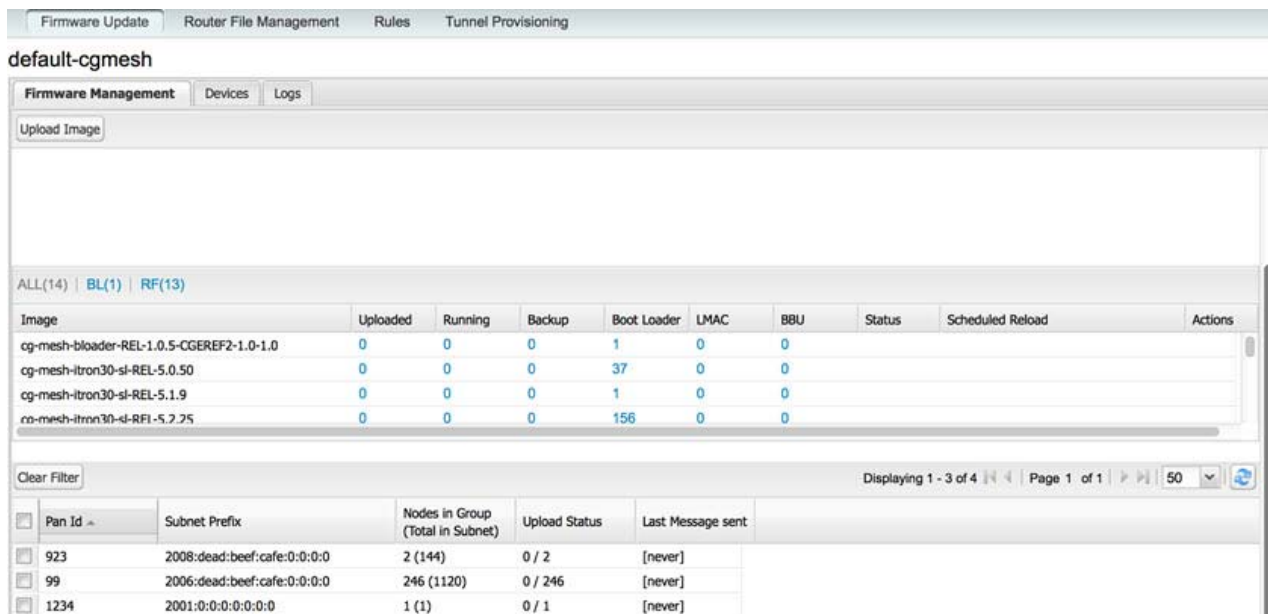 Firmware Update Router File Management Rules Tunnel Provisioning
default-cgmesh
Firmware Management Devices Logs
Upload Image
ALL(14) | BL(1) | RF(13)
Image Uploaded Running Backup Boot Loader LMAC BBU Status Scheduled Reload Actions
cg-mesh-bloader-REL-1.0.5-CGEREF2-1.0-1.0 0 0 0 1 0 0
cg-mesh-itron30-sl-REL-5.0.50 0 0 0 37 0 0
cg-mesh-itron30-sl-REL-5.1.9 0 0 0 1 0 0
cg-mesh-itron30-sl-REL-5.2.25 0 0 0 156 0 0
Clear Filter Displaying 1 - 3 of 4 | Page 1 of 1 | 50
Pan Id Subnet Prefix Nodes in Group (Total in Subnet) Upload Status Last Message sent
923 2008:dead:beef:cafe:0:0:0:0 2 (144) 0 / 2 [never]
99 2006:dead:beef:cafe:0:0:0:0 246 (1120) 0 / 246 [never]
1234 2001:0:0:0:0:0:0:0 1 (1) 0 / 1 [never]